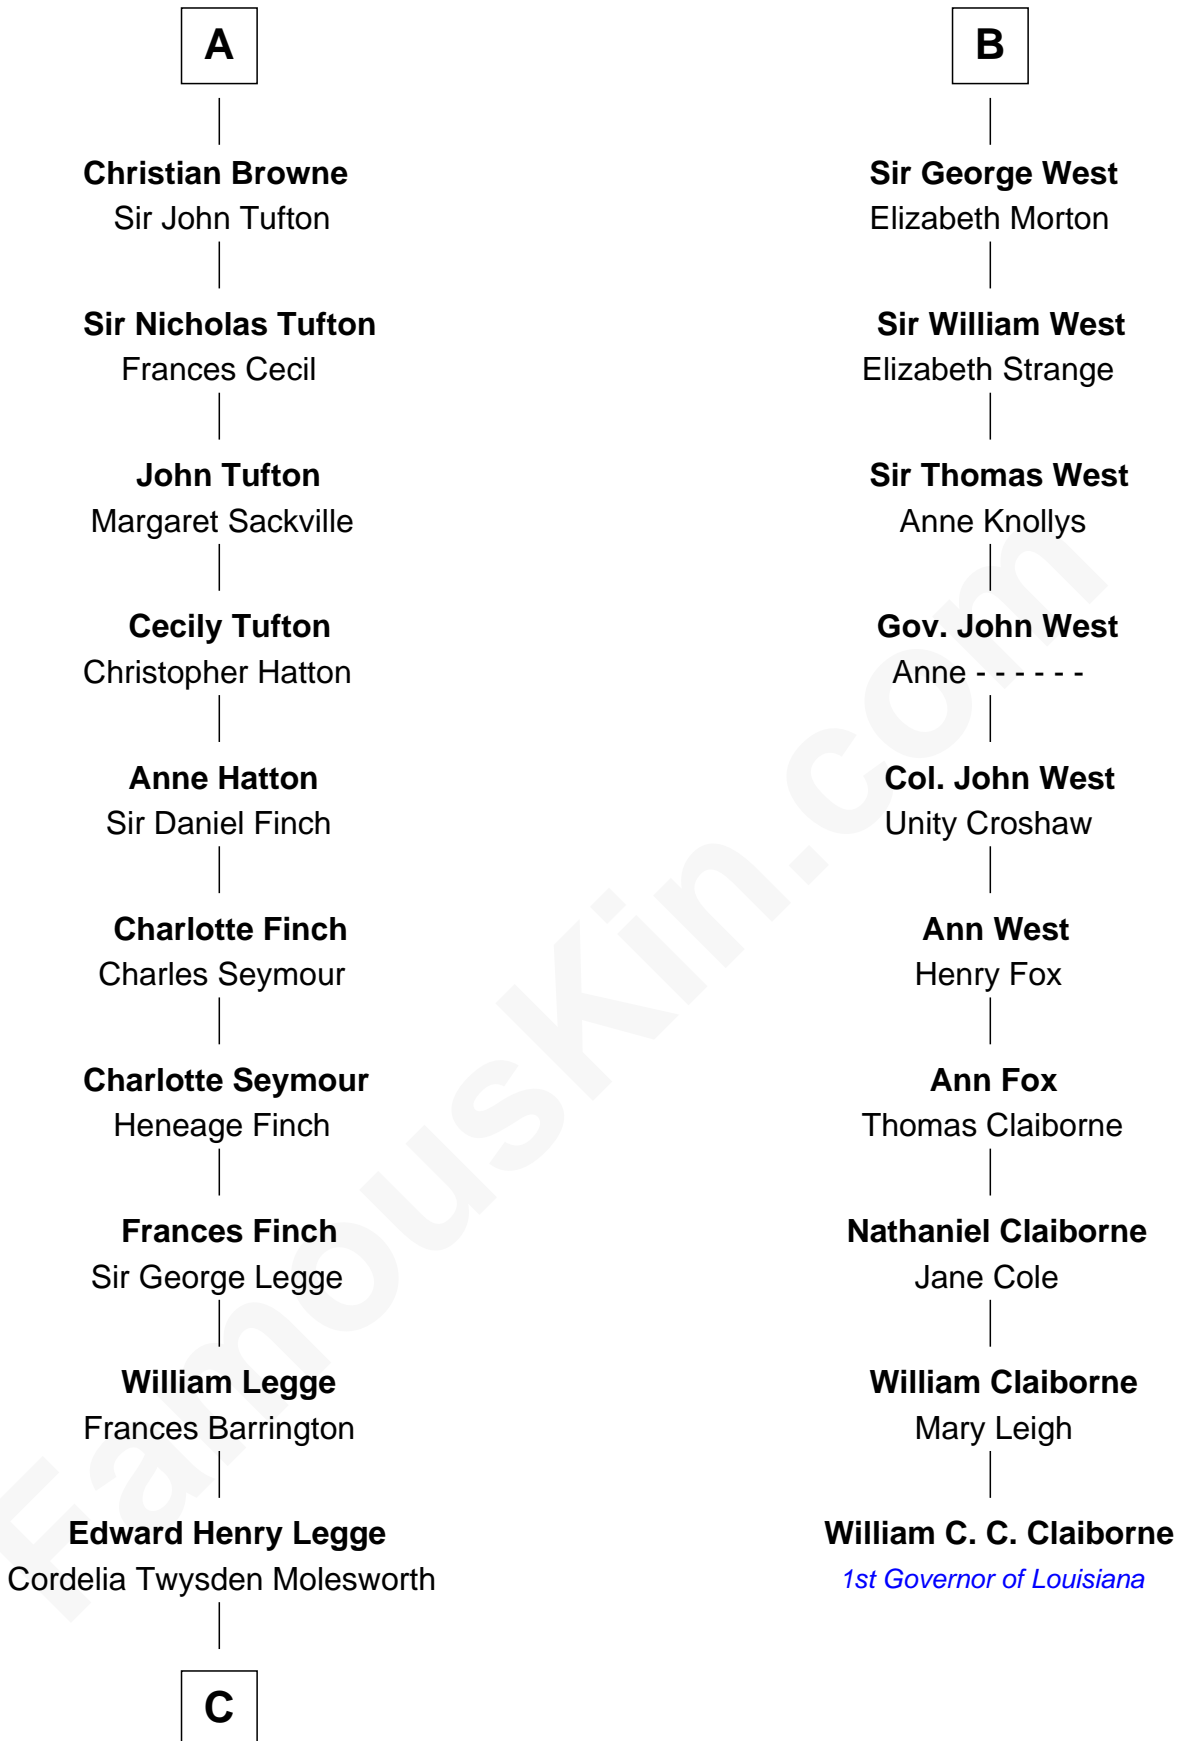 A
Christian Browne
Sir John Tufton
Sir Nicholas Tufton
Frances Cecil
John Tufton
Margaret Sackville
Cecily Tufton
Christopher Hatton
Anne Hatton
Sir Daniel Finch
Charlotte Finch
Charles Seymour
Charlotte Seymour
Heneage Finch
Frances Finch
Sir George Legge
William Legge
Frances Barrington
Edward Henry Legge
Cordelia Twysden Molesworth
C
B
Sir George West
Elizabeth Morton
Sir William West
Elizabeth Strange
Sir Thomas West
Anne Knollys
Gov. John West
Anne - - - - - -
Col. John West
Unity Croshaw
Ann West
Henry Fox
Ann Fox
Thomas Claiborne
Nathaniel Claiborne
Jane Cole
William Claiborne
Mary Leigh
William C. C. Claiborne
1st Governor of Louisiana
FamousKin.com